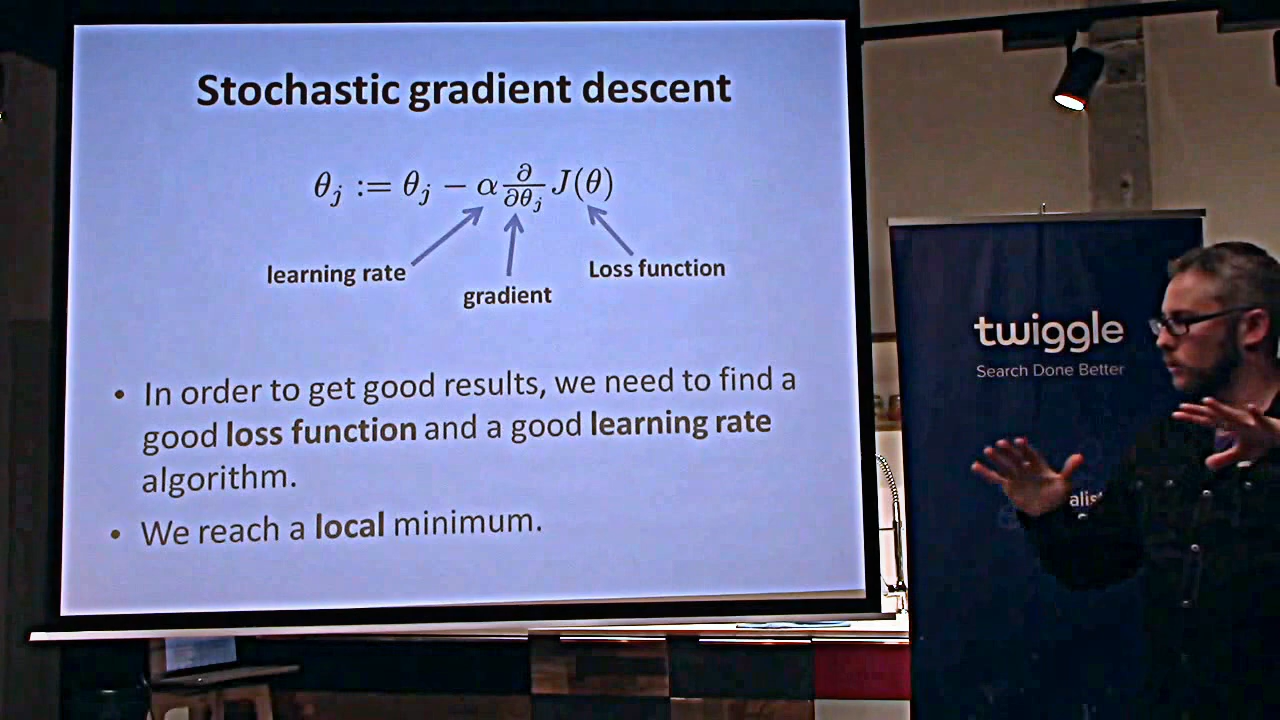 Stochastic gradient descent
θ_j := θ_j − α ∂/∂θ_j J(θ)
learning rate
gradient
Loss function
• In order to get good results, we need to find a
good loss function and a good learning rate
algorithm.
• We reach a local minimum.
twiggle
Search Done Better